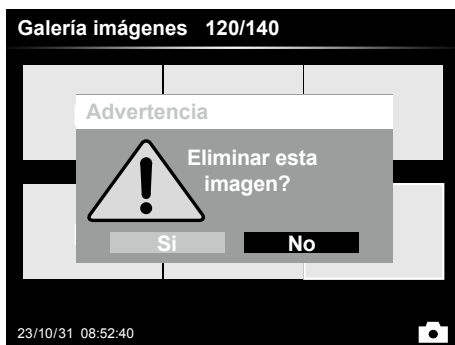 Galería imágenes 120/140
Advertencia
Eliminar esta
imagen?
Si No
23/10/31 08:52:40